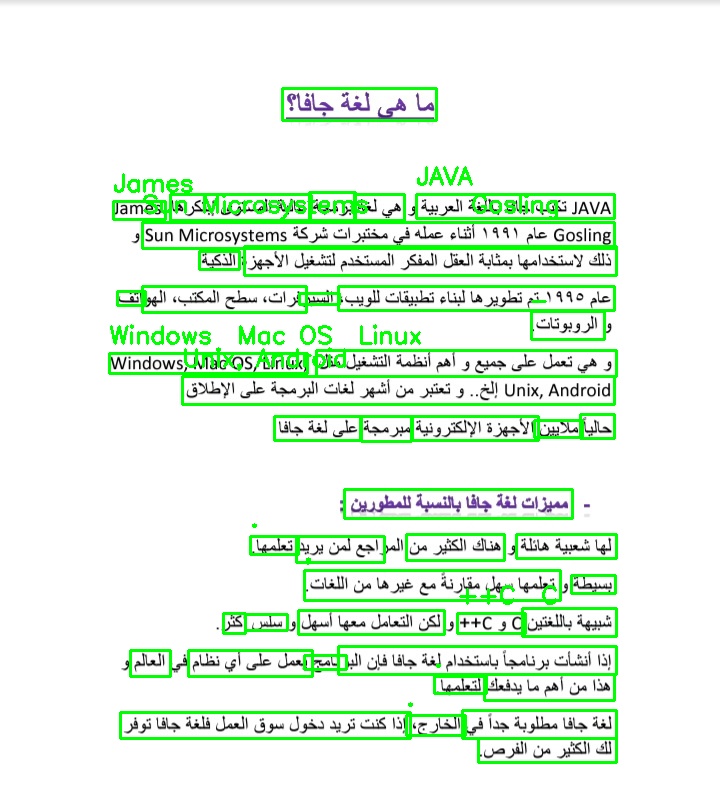 ما هي لغة جافا؟
JAVA تكتب جافا باللغة العربية و هي لغة برمجة عالية المستوى إبتكرها James
Gosling عام ١٩٩١ أثناء عمله في مختبرات شركة Sun Microsystems و
ذلك لاستخدامها بمثابة العقل المفكر المستخدم لتشغيل الأجهزة الذكية
عام ١٩٩٥ تم تطويرها لبناء تطبيقات للويب، السيرفرات، سطح المكتب، الهواتف
و الروبوتات.
و هي تعمل على جميع و أهم أنظمة التشغيل مثل Windows, Mac OS, Linux,
Unix, Android إلخ.. و تعتبر من أشهر لغات البرمجة على الإطلاق
حالياً ملايين الأجهزة الإلكترونية مبرمجة على لغة جافا
- مميزات لغة جافا بالنسبة للمطورين :
لها شعبية هائلة و هناك الكثير من المراجع لمن يريد تعلمها.
بسيطة و تعلمها سهل مقارنةً مع غيرها من اللغات.
شبيهة باللغتين C و C++ و لكن التعامل معها أسهل و سلس كثر .
إذا أنشأت برنامجاً باستخدام لغة جافا فإن البرنامج يعمل على أي نظام في العالم و
هذا من أهم ما يدفعك لتعلمها
لغة جافا مطلوبة جداً في الخارج، إذا كنت تريد دخول سوق العمل فلغة جافا توفر
لك الكثير من الفرص.
James
JAVA
Sun Microsystems
Gosling
Windows Mac OS Linux
Unix, Android
++C C